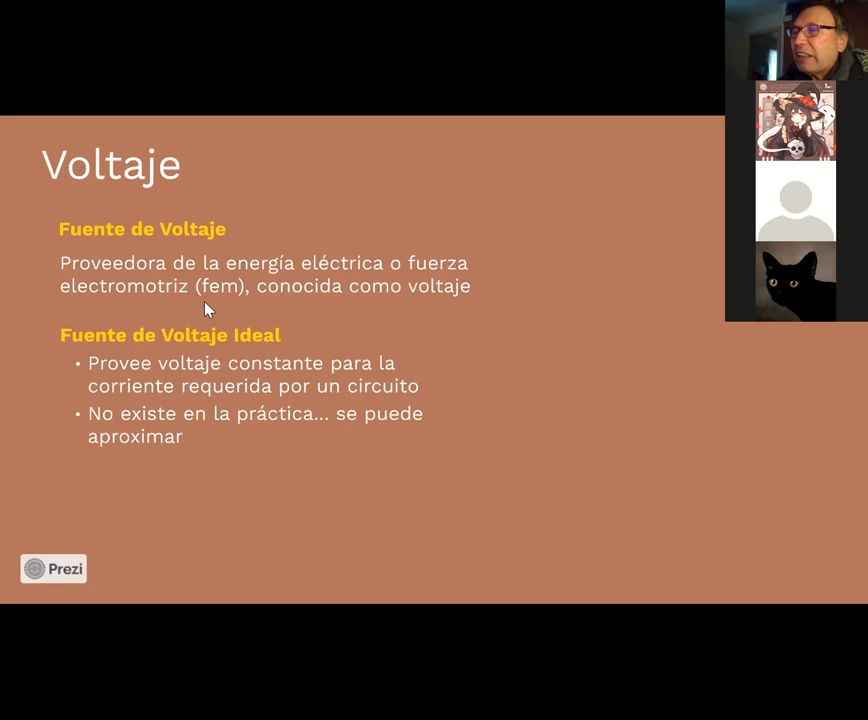 Voltaje
Fuente de Voltaje
Proveedora de la energía eléctrica o fuerza
electromotriz (fem), conocida como voltaje
Fuente de Voltaje Ideal
• Provee voltaje constante para la
corriente requerida por un circuito
• No existe en la práctica... se puede
aproximar
Prezi